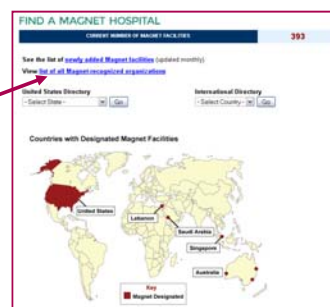 FIND A MAGNET HOSPITAL
CURRENT NUMBER OF MAGNET FACILITIES 393
See the list of newly added Magnet facilities (updated monthly)
View list of all Magnet-recognized organizations
United States Directory
- Select State - Go
International Directory
- Select Country - Go
Countries with Designated Magnet Facilities
United States
Lebanon
Saudi Arabia
Singapore
Australia
Key
Magnet Designated